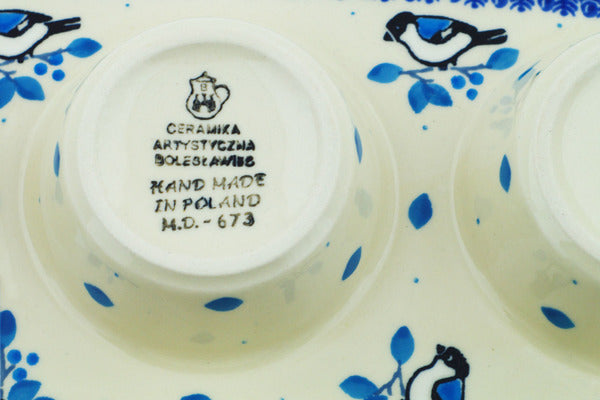 CERAMIKA
ARTYSTYCZNA
BOLESŁAWIEC
HAND MADE
IN POLAND
M.D. - 673